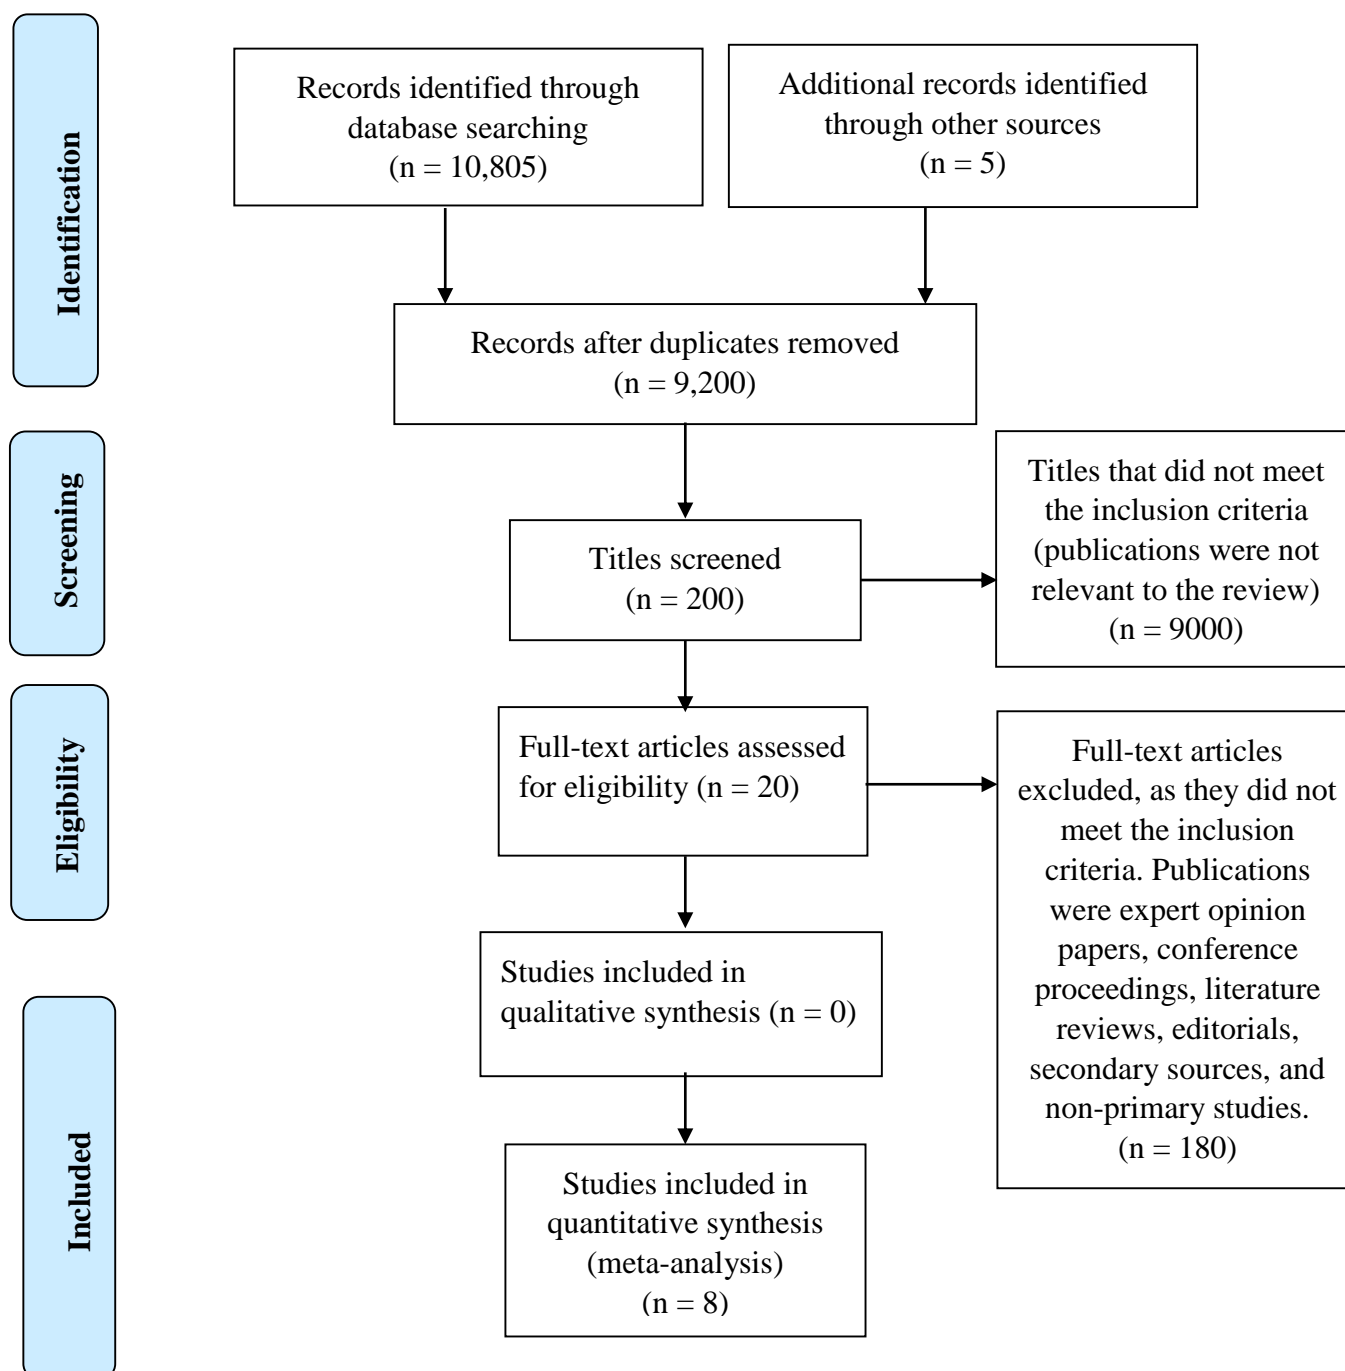 Identification
Records identified through
database searching
(n = 10,805)
Additional records identified
through other sources
(n = 5)
Records after duplicates removed
(n = 9,200)
Screening
Titles screened
(n = 200)
Titles that did not meet
the inclusion criteria
(publications were not
relevant to the review)
(n = 9000)
Eligibility
Full-text articles assessed
for eligibility (n = 20)
Full-text articles
excluded, as they did not
meet the inclusion
criteria. Publications
were expert opinion
papers, conference
proceedings, literature
reviews, editorials,
secondary sources, and
non-primary studies.
(n = 180)
Studies included in
qualitative synthesis (n = 0)
Included
Studies included in
quantitative synthesis
(meta-analysis)
(n = 8)